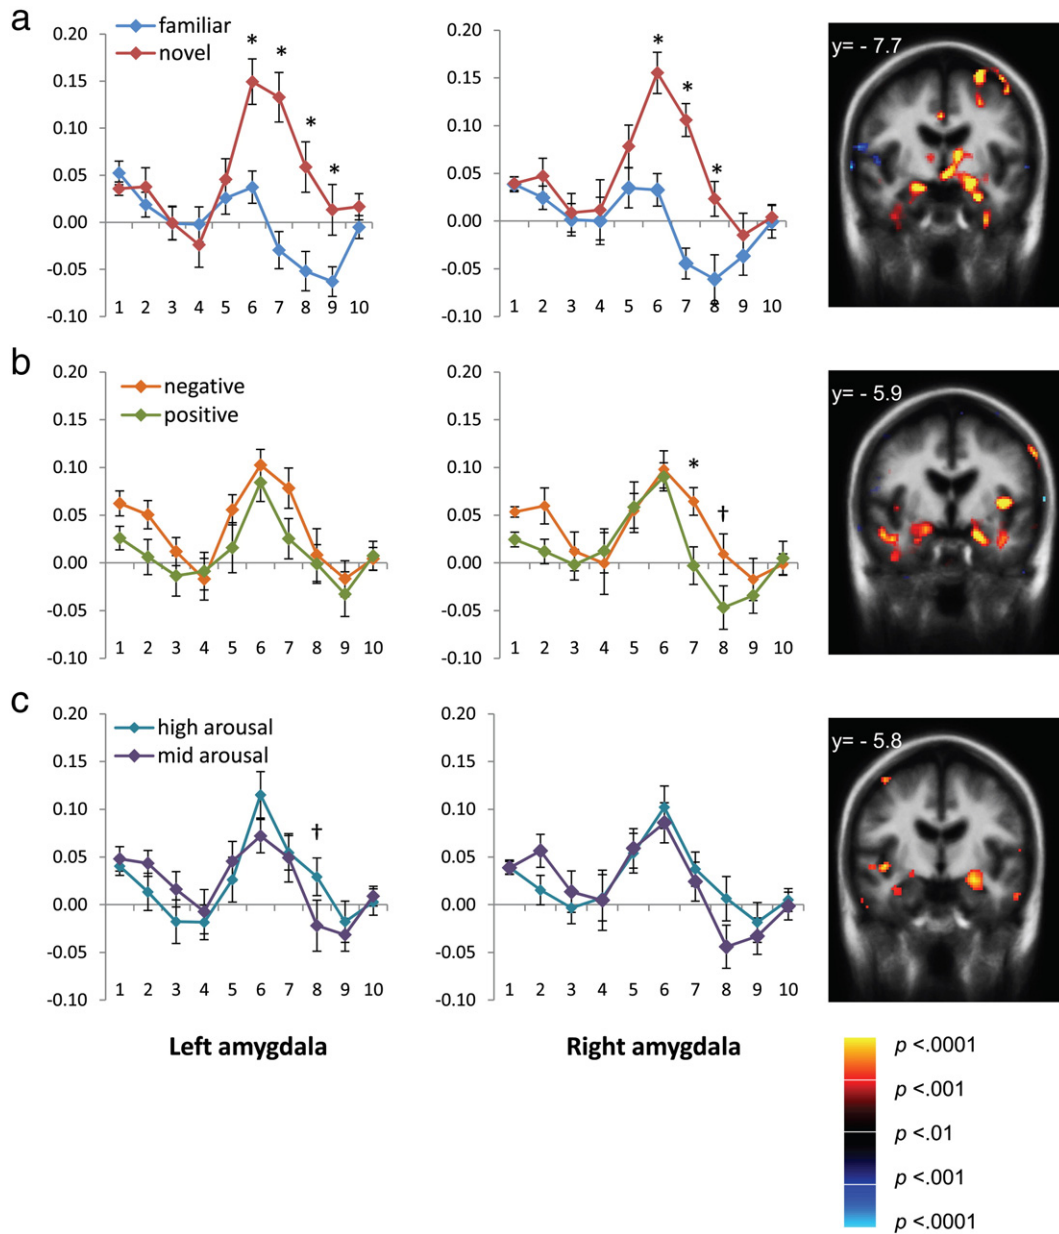 a
familiar
novel
0.20
0.15
0.10
0.05
0.00
-0.05
-0.10
* * * *
1 2 3 4 5 6 7 8 9 10
0.20
0.15
0.10
0.05
0.00
-0.05
-0.10
* * *
1 2 3 4 5 6 7 8 9 10
y= - 7.7
b
negative
positive
0.20
0.15
0.10
0.05
0.00
-0.05
-0.10
1 2 3 4 5 6 7 8 9 10
0.20
0.15
0.10
0.05
0.00
-0.05
-0.10
* †
1 2 3 4 5 6 7 8 9 10
y= - 5.9
c
high arousal
mid arousal
0.20
0.15
0.10
0.05
0.00
-0.05
-0.10
†
1 2 3 4 5 6 7 8 9 10
0.20
0.15
0.10
0.05
0.00
-0.05
-0.10
1 2 3 4 5 6 7 8 9 10
y= - 5.8
Left amygdala
Right amygdala
p <.0001
p <.001
p <.01
p <.001
p <.0001